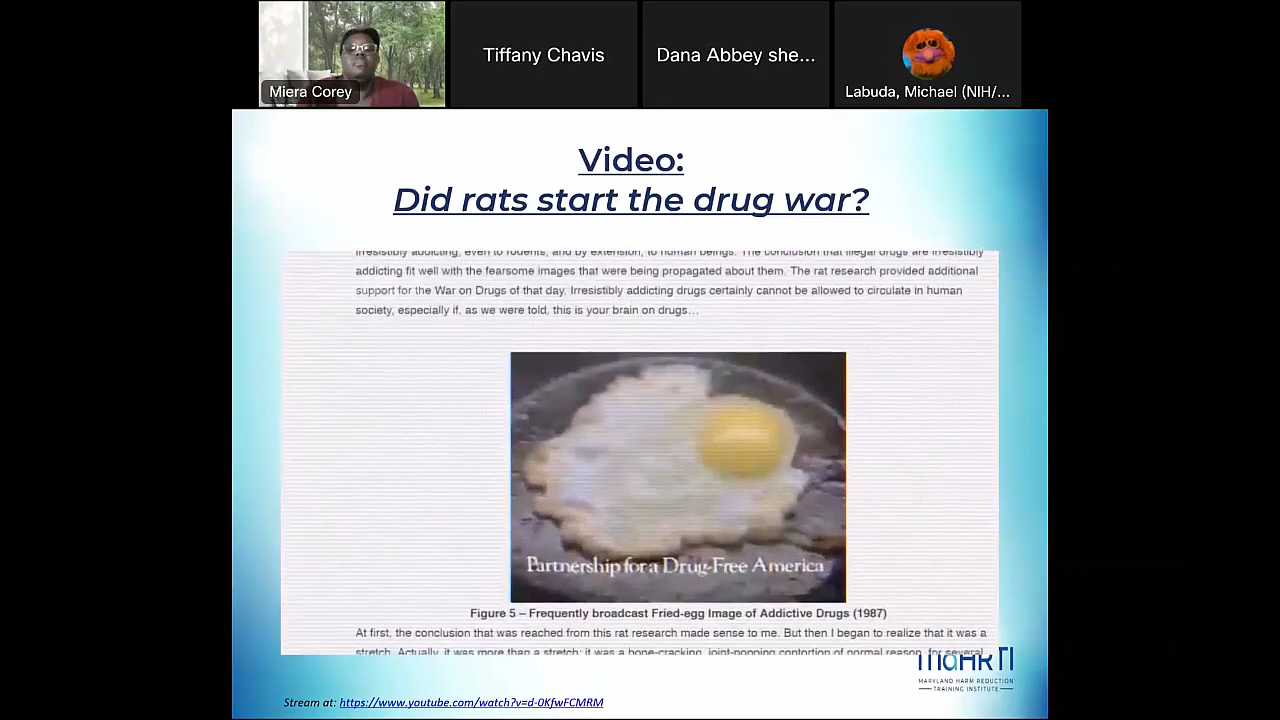 Miera Corey
Tiffany Chavis
Dana Abbey she...
Labuda, Michael (NIH/...
Video:
Did rats start the drug war?
irresistibly addicting, even to rodents, and by extension, to human beings. The conclusion that illegal drugs are irresistibly
addicting fit well with the fearsome images that were being propagated about them. The rat research provided additional
support for the War on Drugs of that day. Irresistibly addicting drugs certainly cannot be allowed to circulate in human
society, especially if, as we were told, this is your brain on drugs…
Partnership for a Drug-Free America
Figure 5 – Frequently broadcast Fried-egg Image of Addictive Drugs (1987)
At first, the conclusion that was reached from this rat research made sense to me. But then I began to realize that it was a
stretch. Actually, it was more than a stretch; it was a bone-cracking, joint-popping contortion of normal reason, for several
MaHRTI
MARYLAND HARM REDUCTION
TRAINING INSTITUTE
Stream at: https://www.youtube.com/watch?v=d-0KfwFCMRM